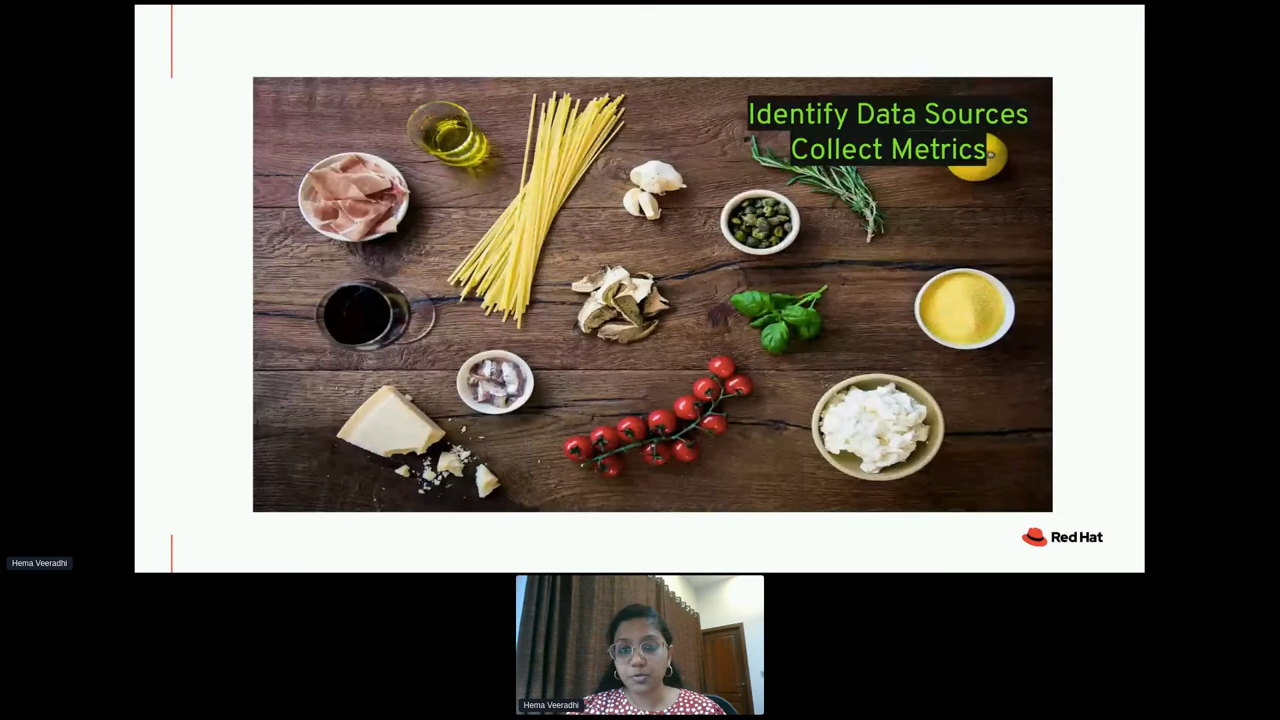 Identify Data Sources
Collect Metrics.
Red Hat
Hema Veeradhi
Hema Veeradhi